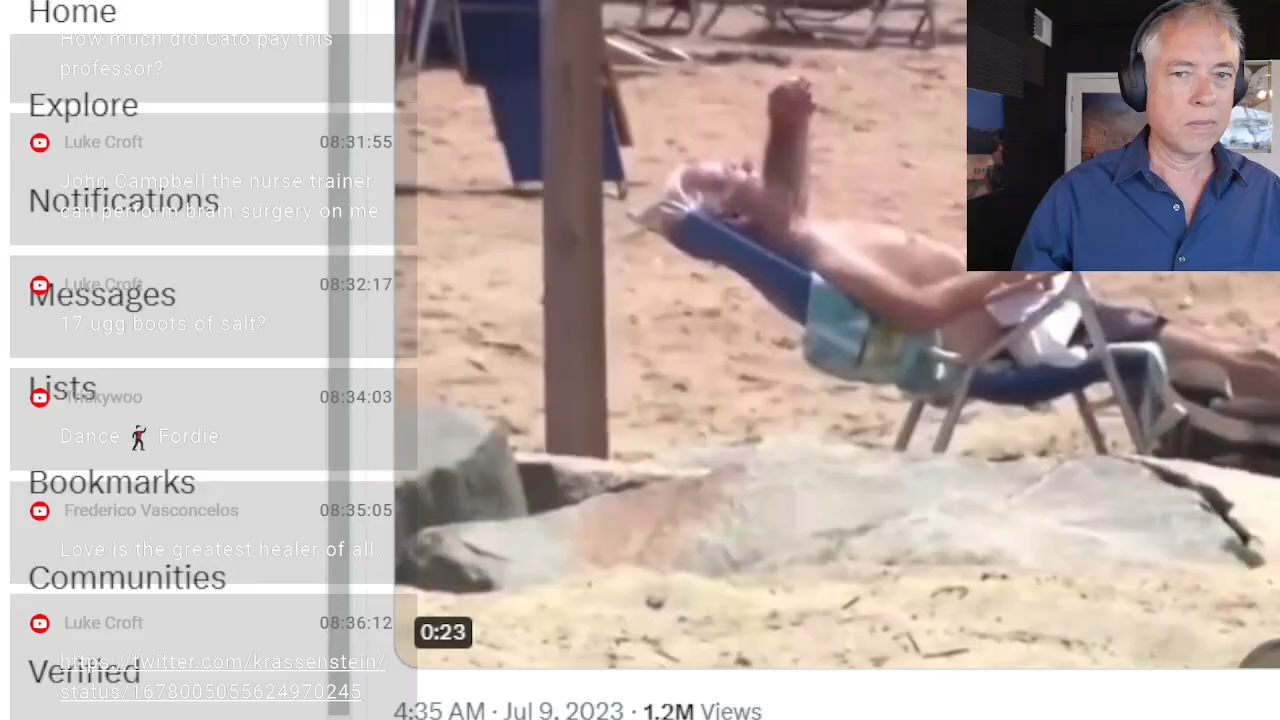 Home
How much did Cato pay this
professor?
Explore
Luke Croft 08:31:55
John Campbell the nurse trainer
Notifications
can perform brain surgery on me
Luke Croft 08:32:17
Messages
17 ugg boots of salt?
Lists
08:34:03
Dance 🕺 Fordie
Bookmarks
Frederico Vasconcelos 08:35:05
Love is the greatest healer of all
Communities
Luke Croft 08:36:12
https://twitter.com/krassenstein/
Verified
status/1678005055624970245
0:23
4:35 AM · Jul 9, 2023 · 1.2M Views